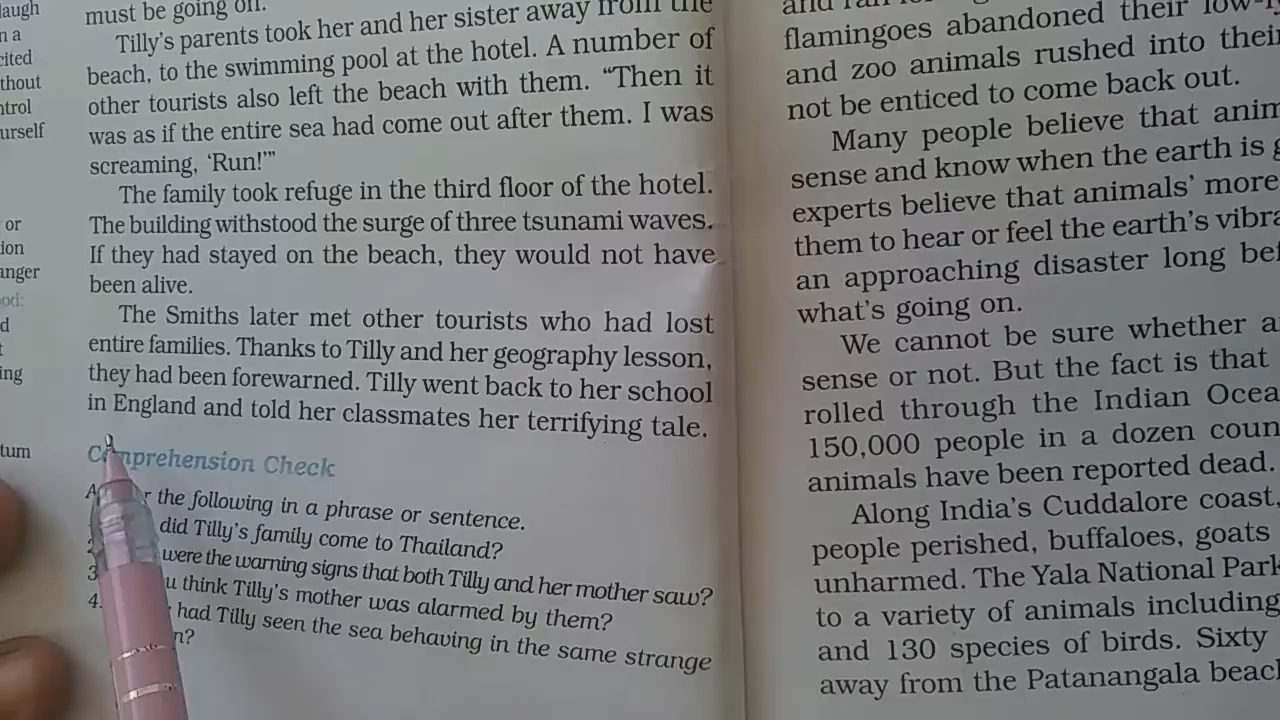 laugh
n a
cited
thout
ntrol
urself
or
ion
anger
od:
d
t
ing
tum
must be going on.
Tilly's parents took her and her sister away from the
beach, to the swimming pool at the hotel. A number of
other tourists also left the beach with them. “Then it
was as if the entire sea had come out after them. I was
screaming, ‘Run!’”
The family took refuge in the third floor of the hotel.
The building withstood the surge of three tsunami waves.
If they had stayed on the beach, they would not have
been alive.
The Smiths later met other tourists who had lost
entire families. Thanks to Tilly and her geography lesson,
they had been forewarned. Tilly went back to her school
in England and told her classmates her terrifying tale.
Comprehension Check
r the following in a phrase or sentence.
did Tilly's family come to Thailand?
were the warning signs that both Tilly and her mother saw?
3 u think Tilly's mother was alarmed by them?
4. had Tilly seen the sea behaving in the same strange
n?
flamingoes abandoned their low-l
and zoo animals rushed into thei
not be enticed to come back out.
Many people believe that anim
sense and know when the earth is g
experts believe that animals' more
them to hear or feel the earth's vibra
an approaching disaster long bef
what's going on.
We cannot be sure whether a
sense or not. But the fact is that
rolled through the Indian Ocea
150,000 people in a dozen coun
animals have been reported dead.
Along India's Cuddalore coast,
people perished, buffaloes, goats
unharmed. The Yala National Park
to a variety of animals including
and 130 species of birds. Sixty
away from the Patanangala beach